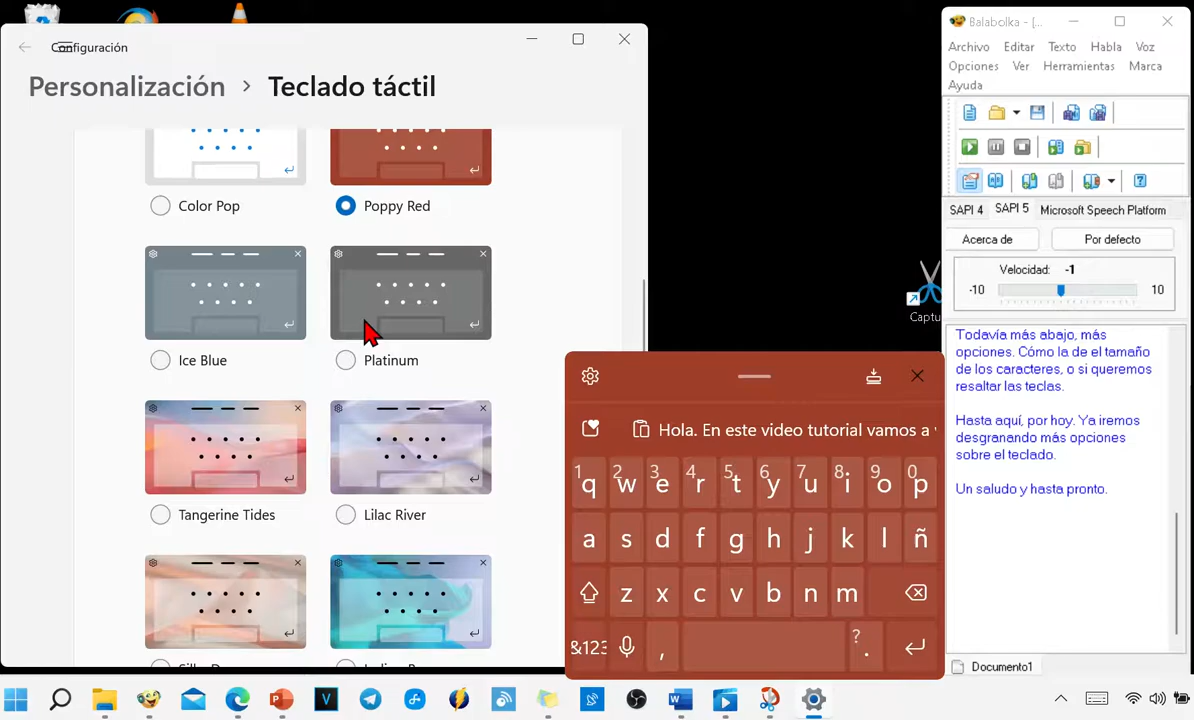 Configuración
Personalización > Teclado táctil
Color Pop
Poppy Red
Ice Blue
Platinum
Tangerine Tides
Lilac River
Captu
Hola. En este video tutorial vamos a
1 2 3 4 5 6 7 8 9 0
q w e r t y u i o p
a s d f g h j k l ñ
z x c v b n m
&123 , ? .
Balabolka - [...
Archivo Editar Texto Habla Voz
Opciones Ver Herramientas Marca
Ayuda
SAPI 4 SAPI 5 Microsoft Speech Platform
Acerca de Por defecto
Velocidad: -1
-10 10
Todavía más abajo, más
opciones. Cómo la de el tamaño
de los caracteres, o si queremos
resaltar las teclas.
Hasta aquí, por hoy. Ya iremos
desgranando más opciones
sobre el teclado.
Un saludo y hasta pronto.
Documento1